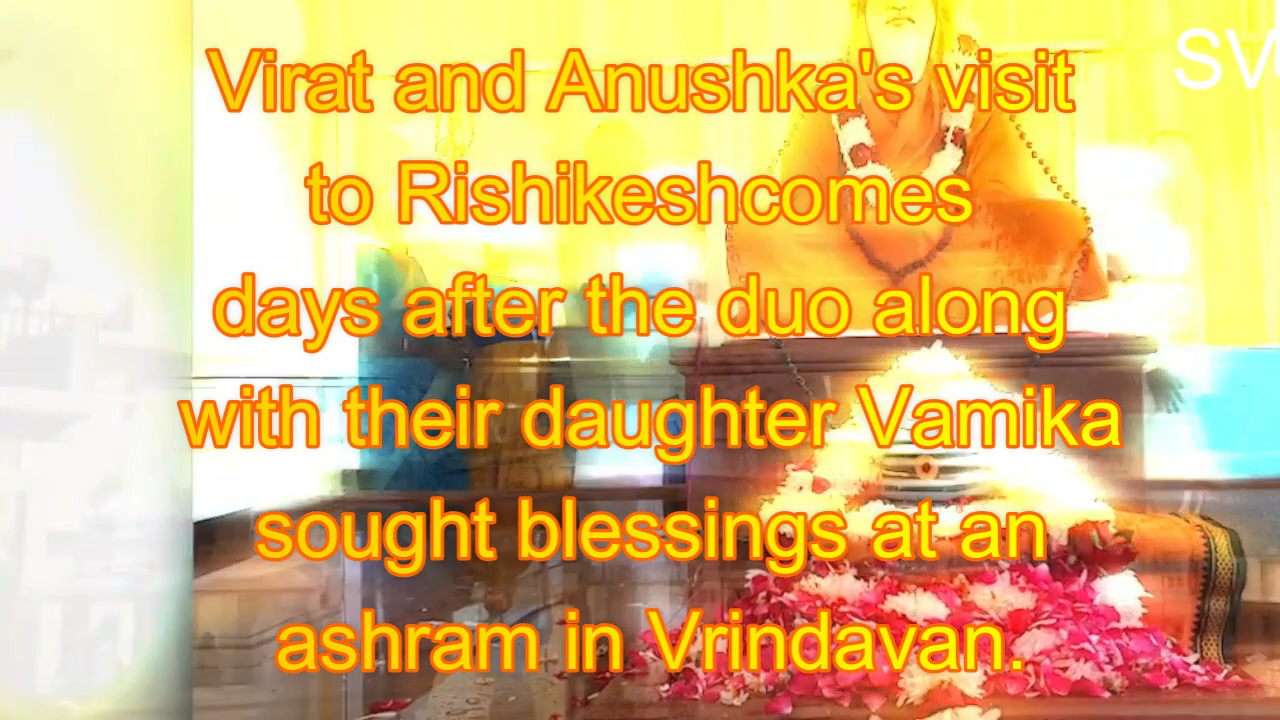 SV
Virat and Anushka's visit
to Rishikeshcomes
days after the duo along
with their daughter Vamika
sought blessings at an
ashram in Vrindavan.